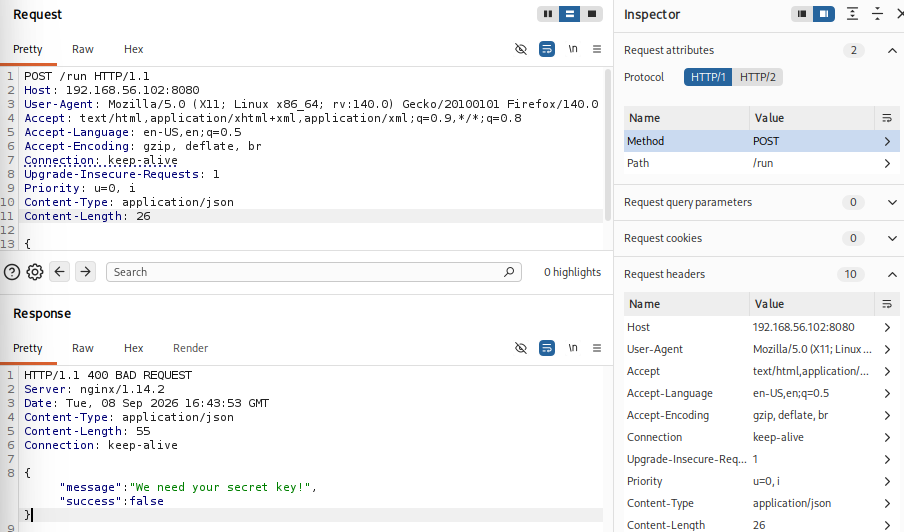 Request
Pretty Raw Hex \n
1 POST /run HTTP/1.1
2 Host: 192.168.56.102:8080
3 User-Agent: Mozilla/5.0 (X11; Linux x86_64; rv:140.0) Gecko/20100101 Firefox/140.0
4 Accept: text/html,application/xhtml+xml,application/xml;q=0.9,*/*;q=0.8
5 Accept-Language: en-US,en;q=0.5
6 Accept-Encoding: gzip, deflate, br
7 Connection: keep-alive
8 Upgrade-Insecure-Requests: 1
9 Priority: u=0, i
10 Content-Type: application/json
11 Content-Length: 26
12
13 {
Search 0 highlights
Response
Pretty Raw Hex Render \n
1 HTTP/1.1 400 BAD REQUEST
2 Server: nginx/1.14.2
3 Date: Tue, 08 Sep 2026 16:43:53 GMT
4 Content-Type: application/json
5 Content-Length: 55
6 Connection: keep-alive
7
8 {
"message":"We need your secret key!",
"success":false
}
9
Inspector
Request attributes 2
Protocol HTTP/1 HTTP/2
Name Value
Method POST
Path /run
Request query parameters 0
Request cookies 0
Request headers 10
Name Value
Host 192.168.56.102:8080
User-Agent Mozilla/5.0 (X11; Linux ...
Accept text/html,application/...
Accept-Language en-US,en;q=0.5
Accept-Encoding gzip, deflate, br
Connection keep-alive
Upgrade-Insecure-Req... 1
Priority u=0, i
Content-Type application/json
Content-Length 26